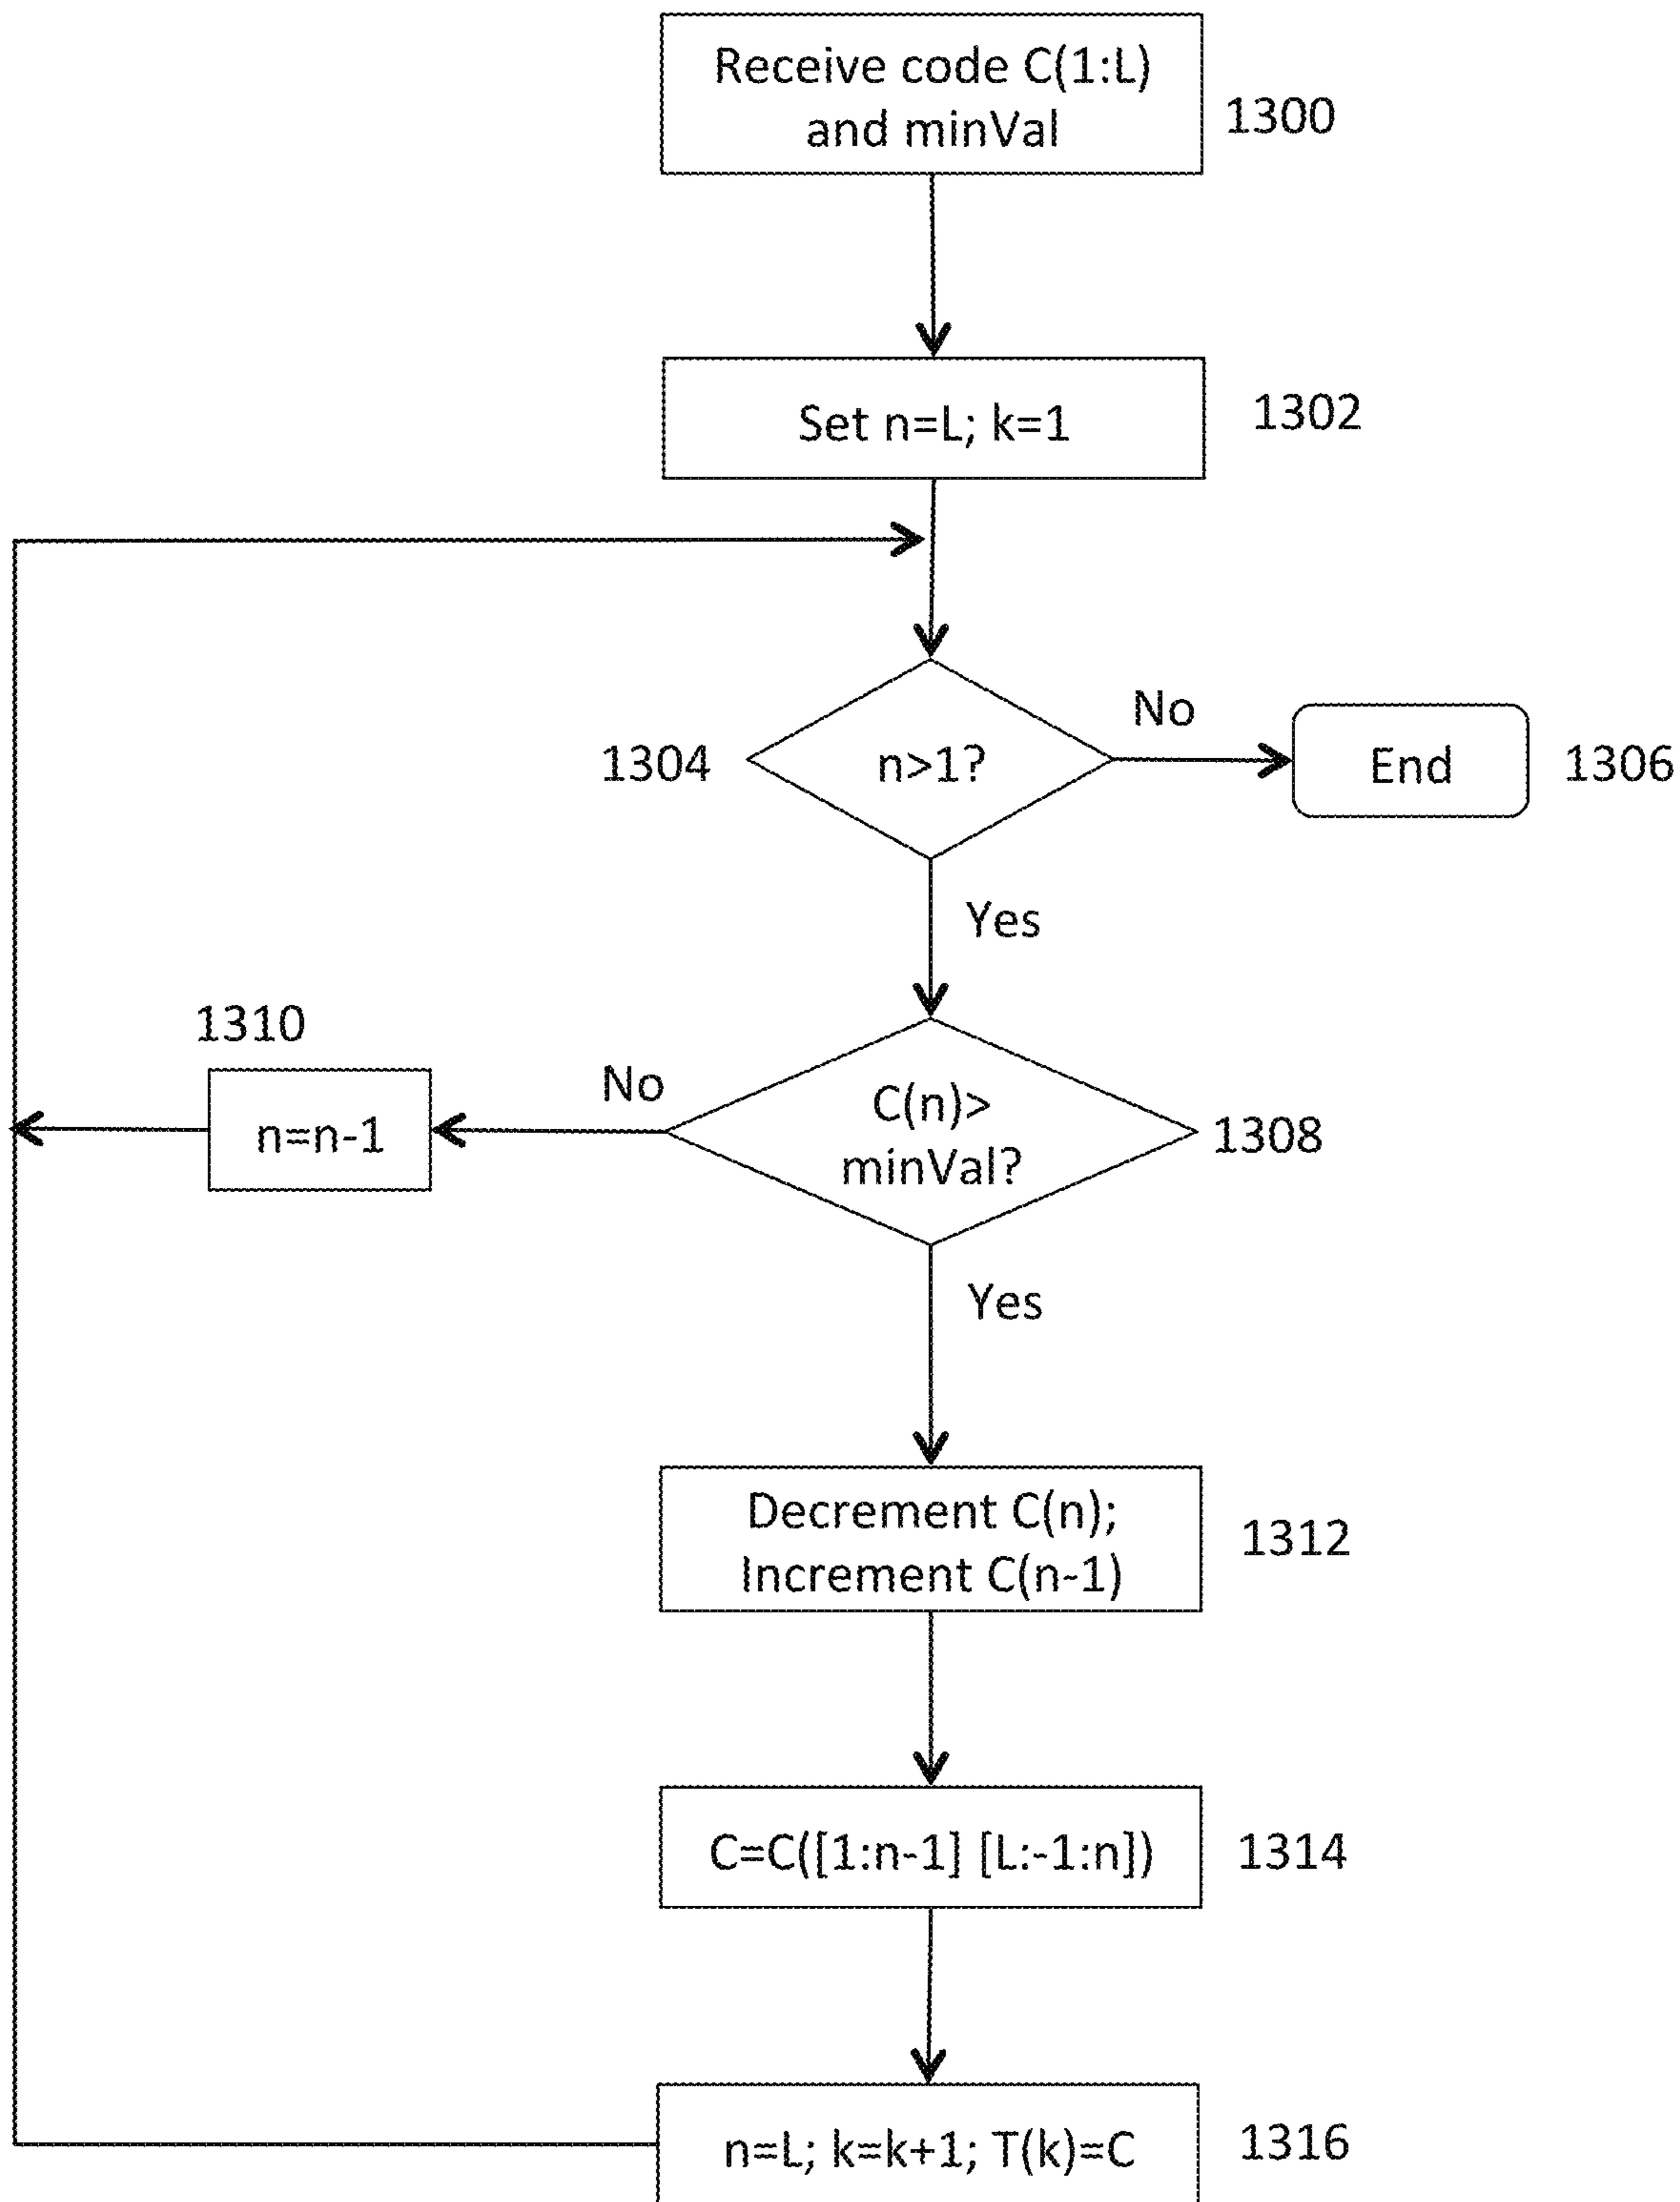 Receive code C(1:L)
and minVal
1300
Set n=L; k=1
1302
1304
n>1?
No
End
1306
Yes
1310
n=n-1
No
C(n)>
minVal?
1308
Yes
Decrement C(n);
Increment C(n-1)
1312
C=C([1:n-1] [L:-1:n])
1314
n=L; k=k+1; T(k)=C
1316